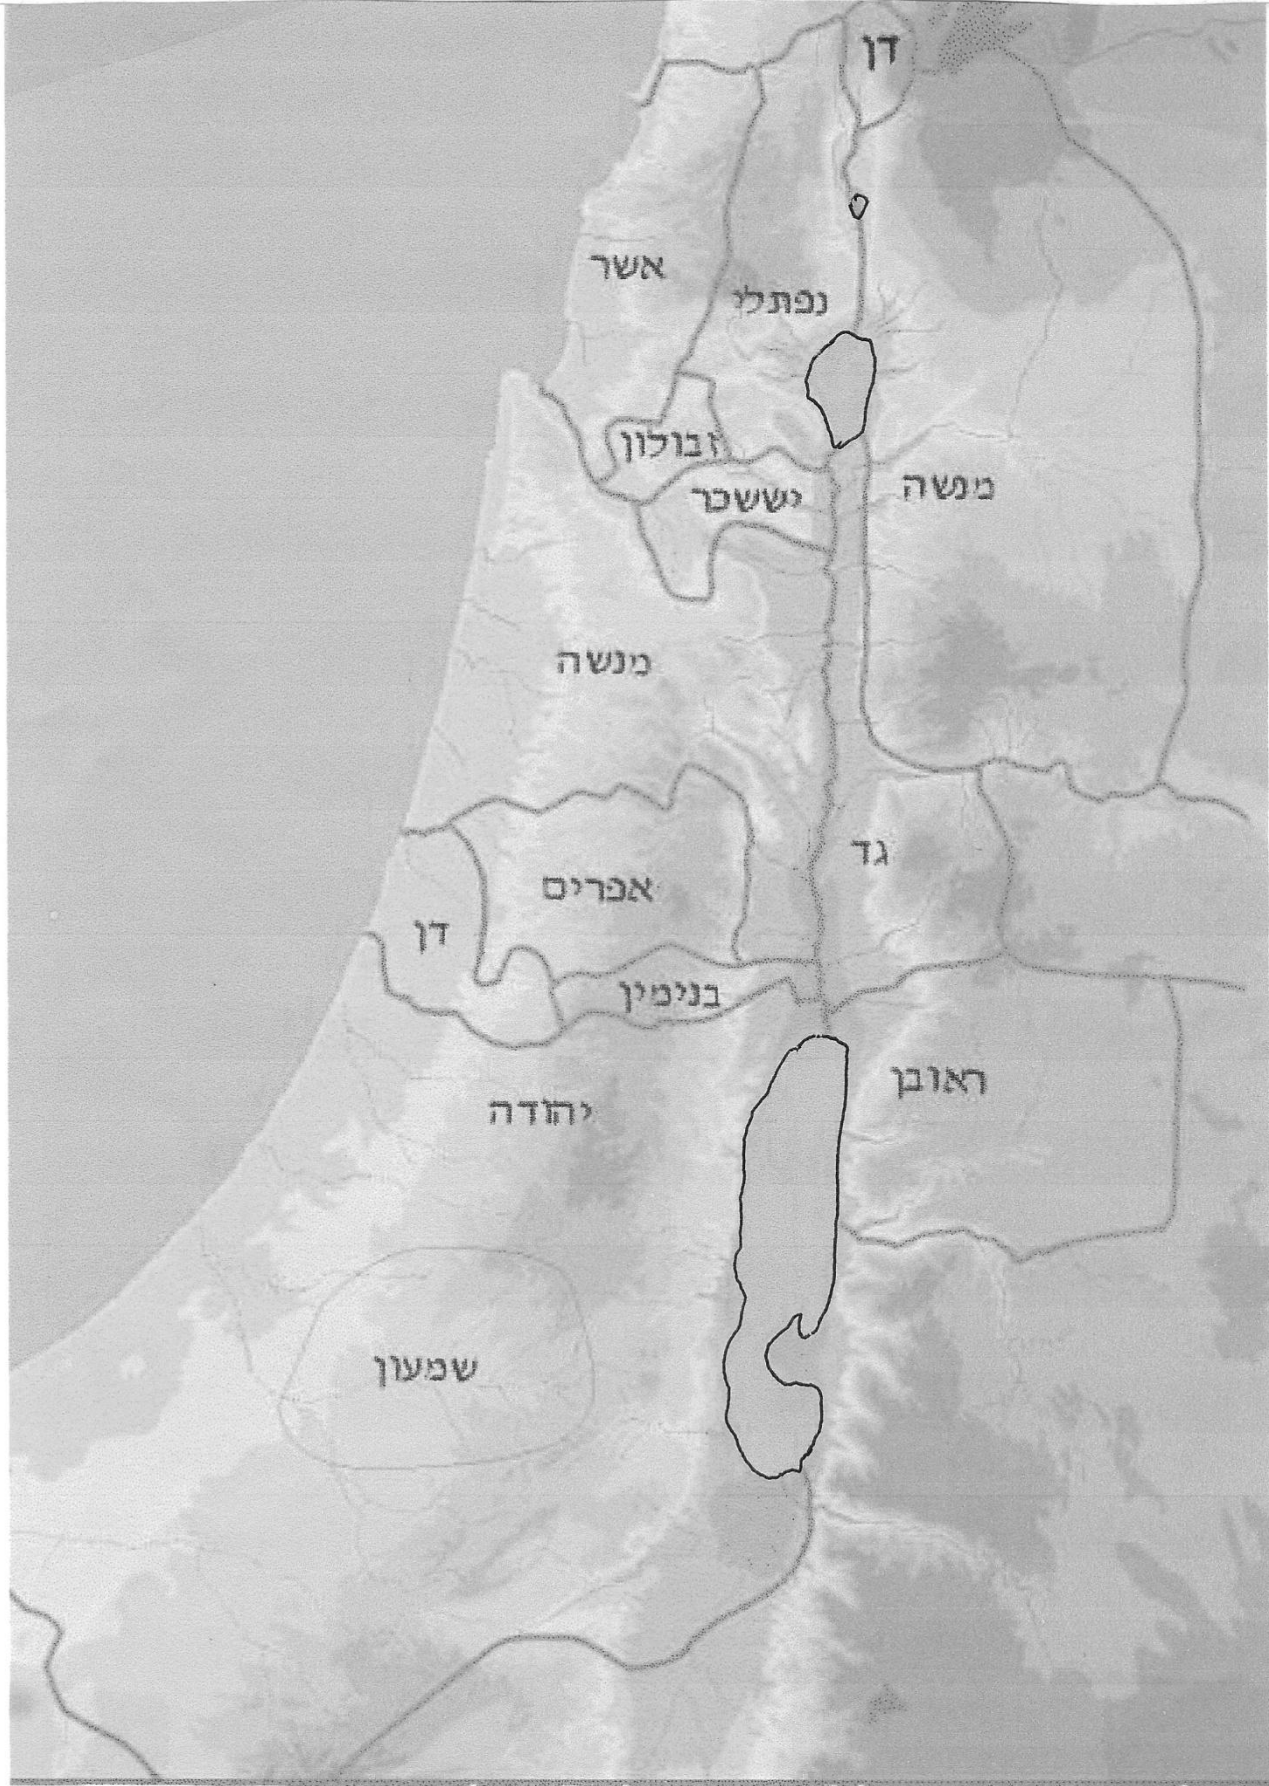 דן
אשר
נפתלי
זבולון
יששכר
מנשה
מנשה
גד
אפרים
דן
בנימין
ראובן
יהודה
שמעון